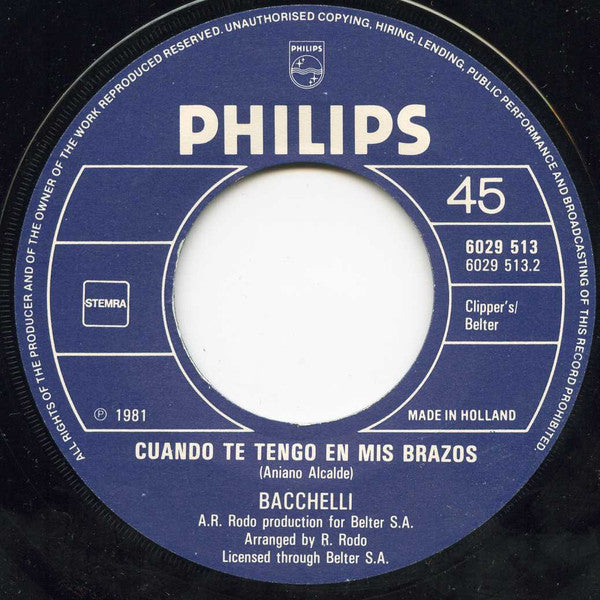 ALL RIGHTS OF THE PRODUCER AND OF THE OWNER OF THE WORK REPRODUCED RESERVED. UNAUTHORISED COPYING, HIRING, LENDING, PUBLIC PERFORMANCE AND BROADCASTING OF THIS RECORD PROHIBITED.
PHILIPS
PHILIPS
45
6029 513
6029 513.2
STEMRA
Clipper's/
Belter
℗ 1981
MADE IN HOLLAND
CUANDO TE TENGO EN MIS BRAZOS
(Aniano Alcalde)
BACCHELLI
A.R. Rodo production for Belter S.A.
Arranged by R. Rodo
Licensed through Belter S.A.